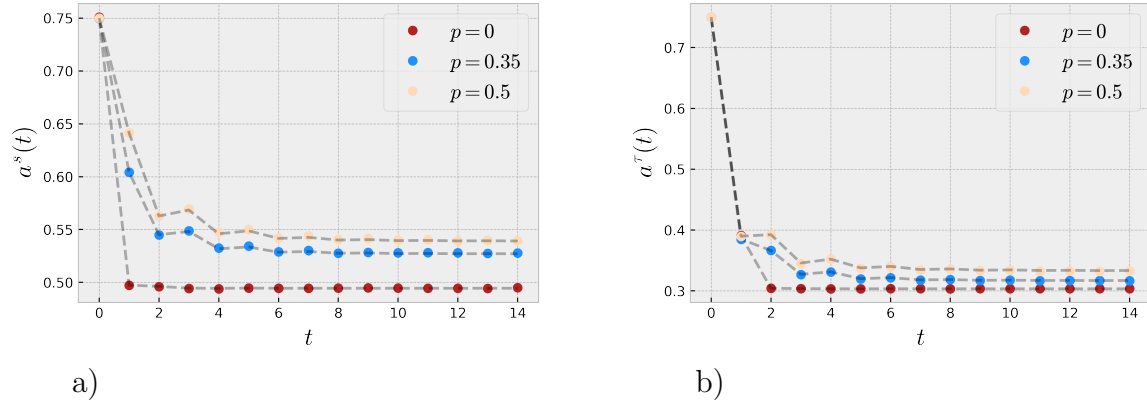 0.75
0.70
0.65
0.60
0.55
0.50
a^s(t)
0 2 4 6 8 10 12 14
t
p = 0
p = 0.35
p = 0.5
a)
0.7
0.6
0.5
0.4
0.3
a^τ(t)
0 2 4 6 8 10 12 14
t
p = 0
p = 0.35
p = 0.5
b)